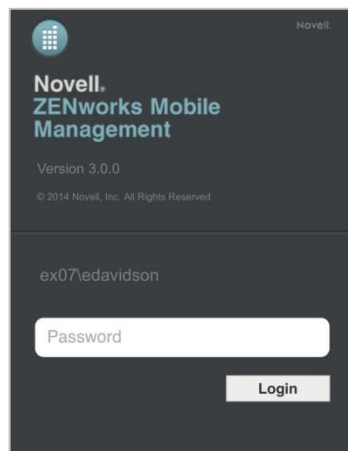 Novell.
Novell®
ZENworks Mobile
Management
Version 3.0.0
© 2014 Novell, Inc. All Rights Reserved
ex07\edavidson
Password
Login